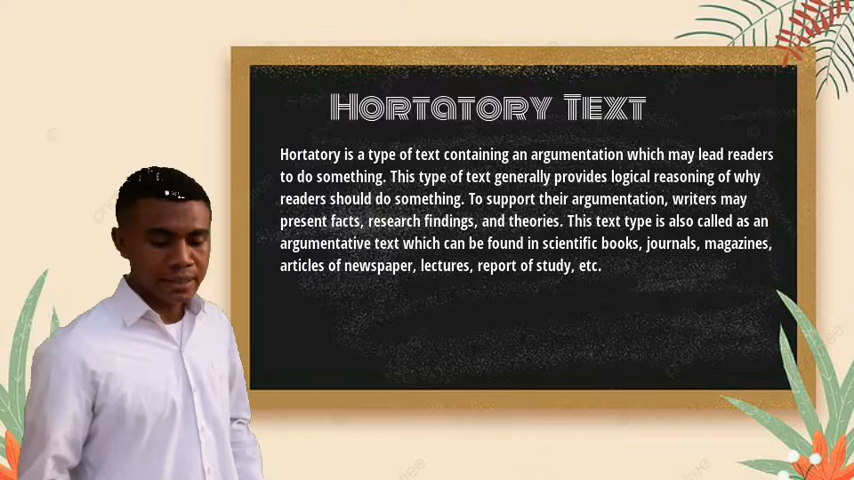 Hortatory Text
Hortatory is a type of text containing an argumentation which may lead readers
to do something. This type of text generally provides logical reasoning of why
readers should do something. To support their argumentation, writers may
present facts, research findings, and theories. This text type is also called as an
argumentative text which can be found in scientific books, journals, magazines,
articles of newspaper, lectures, report of study, etc.